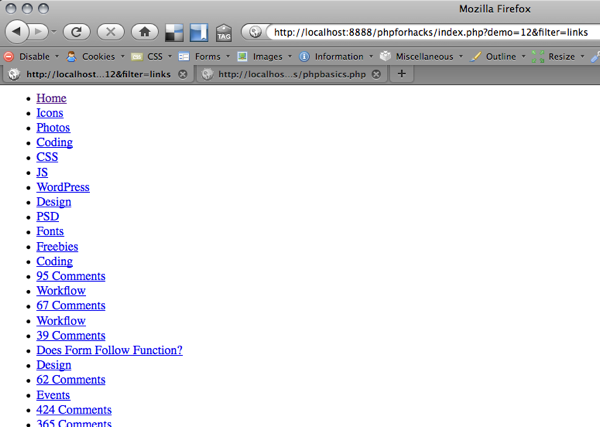 Mozilla Firefox
TAG
http://localhost:8888/phpforhacks/index.php?demo=12&filter=links
Disable Cookies CSS Forms Images Information Miscellaneous Outline Resize
http://localhost...12&filter=links http://localhos...s/phpbasics.php +
Home
Icons
Photos
Coding
CSS
JS
WordPress
Design
PSD
Fonts
Freebies
Coding
95 Comments
Workflow
67 Comments
Workflow
39 Comments
Does Form Follow Function?
Design
62 Comments
Events
424 Comments
365 Comments